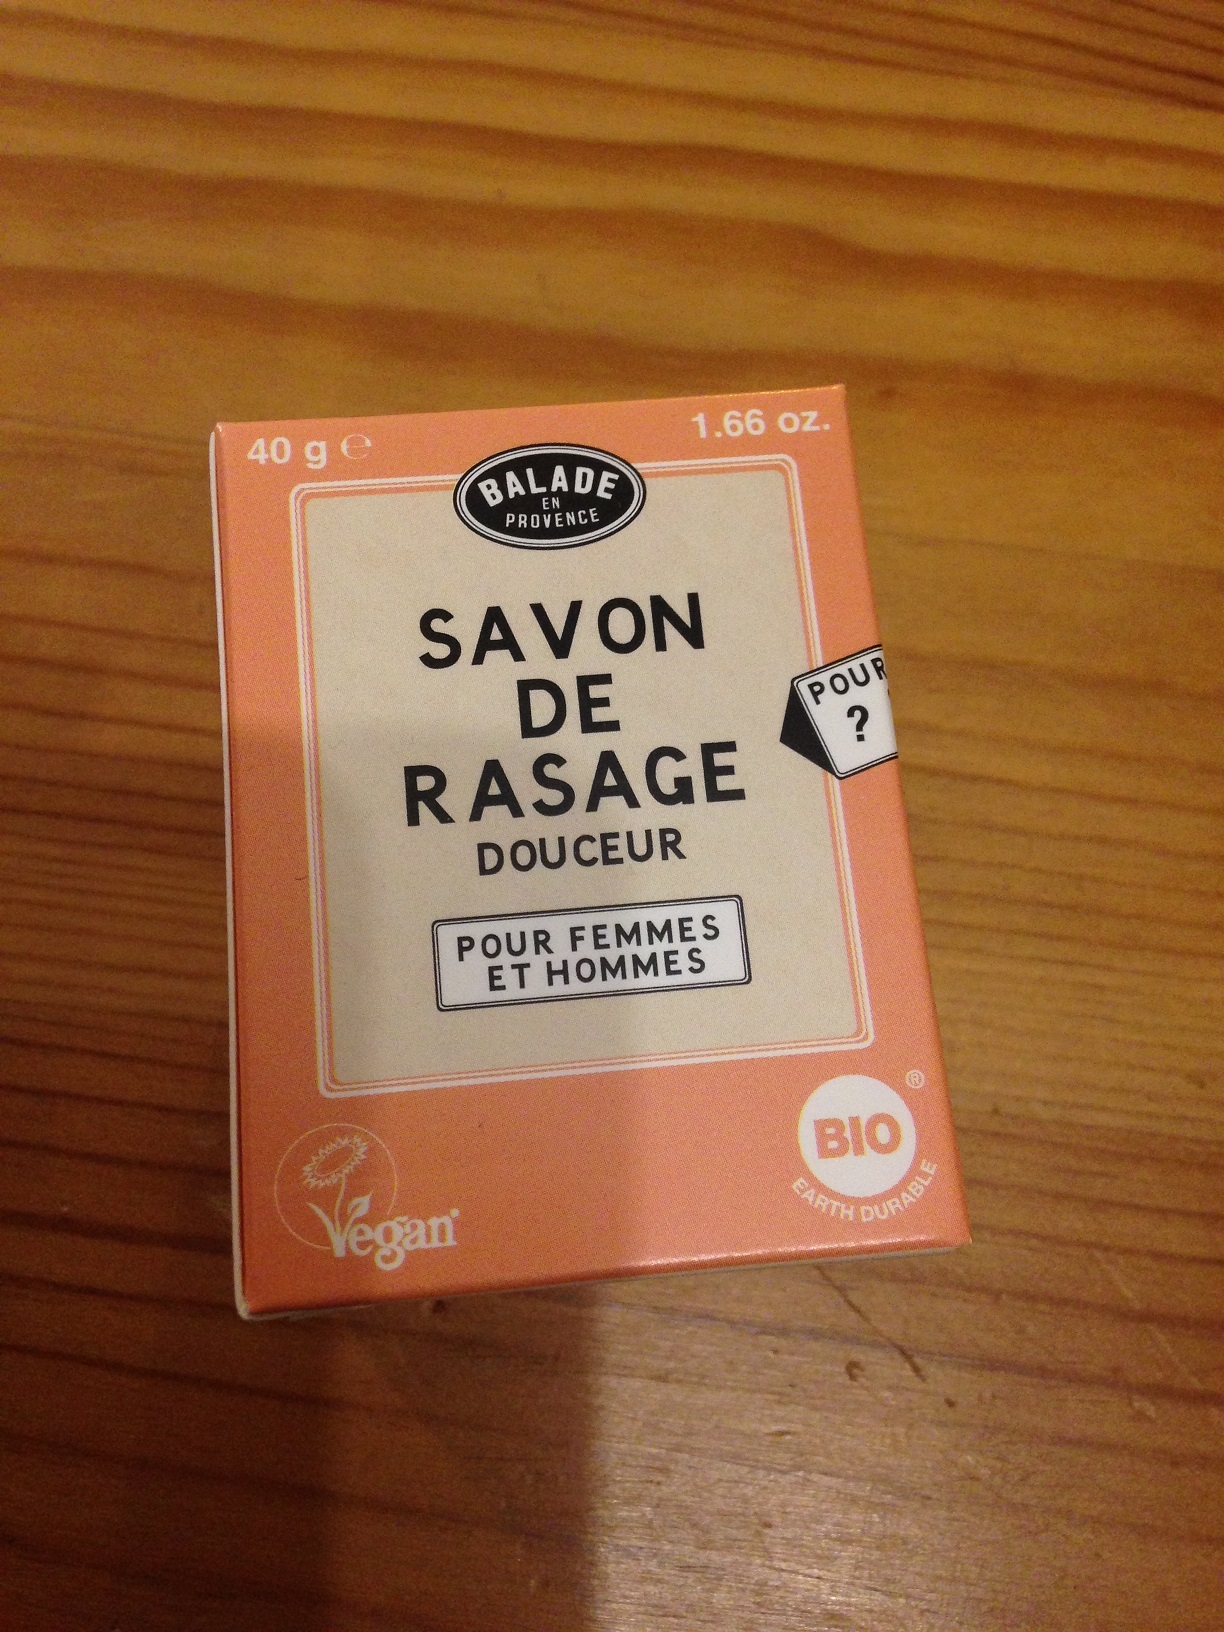 40 g ℮
1.66 oz.
BALADE
EN
PROVENCE
SAVON
DE
RASAGE
DOUCEUR
POUR
?
POUR FEMMES
ET HOMMES
Vegan
BIO ®
EARTH DURABLE